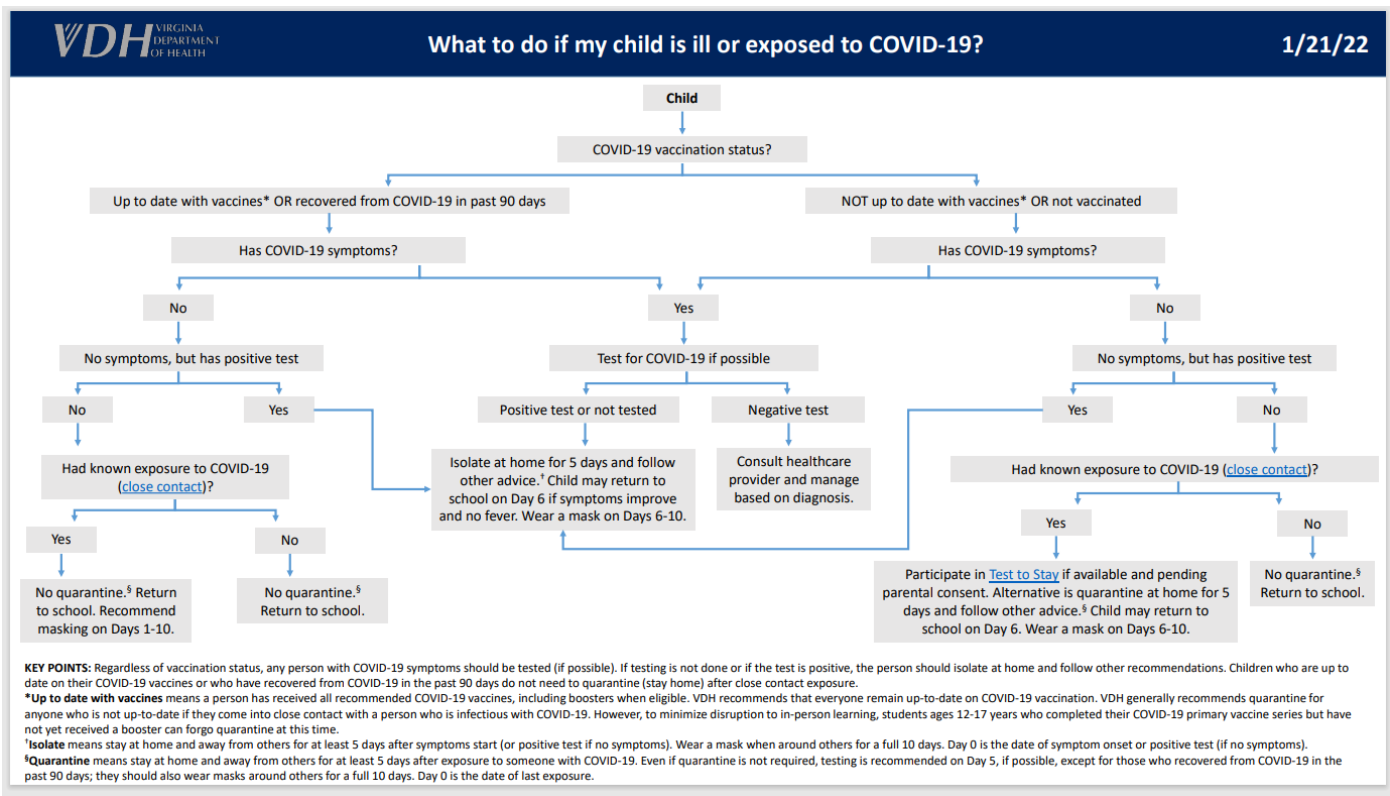 VDH VIRGINIA
DEPARTMENT
OF HEALTH
What to do if my child is ill or exposed to COVID-19?
1/21/22
Child
COVID-19 vaccination status?
Up to date with vaccines* OR recovered from COVID-19 in past 90 days
NOT up to date with vaccines* OR not vaccinated
Has COVID-19 symptoms?
Has COVID-19 symptoms?
No
Yes
No
No symptoms, but has positive test
Test for COVID-19 if possible
No symptoms, but has positive test
No
Yes
Positive test or not tested
Negative test
Yes
No
Had known exposure to COVID-19
(close contact)?
Isolate at home for 5 days and follow
other advice.† Child may return to
school on Day 6 if symptoms improve
and no fever. Wear a mask on Days 6-10.
Consult healthcare
provider and manage
based on diagnosis.
Had known exposure to COVID-19 (close contact)?
Yes
No
Yes
No
No quarantine.§ Return
to school. Recommend
masking on Days 1-10.
No quarantine.§
Return to school.
Participate in Test to Stay if available and pending
parental consent. Alternative is quarantine at home for 5
days and follow other advice.§ Child may return to
school on Day 6. Wear a mask on Days 6-10.
No quarantine.§
Return to school.
KEY POINTS: Regardless of vaccination status, any person with COVID-19 symptoms should be tested (if possible). If testing is not done or if the test is positive, the person should isolate at home and follow other recommendations. Children who are up to
date on their COVID-19 vaccines or who have recovered from COVID-19 in the past 90 days do not need to quarantine (stay home) after close contact exposure.
*Up to date with vaccines means a person has received all recommended COVID-19 vaccines, including boosters when eligible. VDH recommends that everyone remain up-to-date on COVID-19 vaccination. VDH generally recommends quarantine for
anyone who is not up-to-date if they come into close contact with a person who is infectious with COVID-19. However, to minimize disruption to in-person learning, students ages 12-17 years who completed their COVID-19 primary vaccine series but have
not yet received a booster can forgo quarantine at this time.
†Isolate means stay at home and away from others for at least 5 days after symptoms start (or positive test if no symptoms). Wear a mask when around others for a full 10 days. Day 0 is the date of symptom onset or positive test (if no symptoms).
§Quarantine means stay at home and away from others for at least 5 days after exposure to someone with COVID-19. Even if quarantine is not required, testing is recommended on Day 5, if possible, except for those who recovered from COVID-19 in the
past 90 days; they should also wear masks around others for a full 10 days. Day 0 is the date of last exposure.